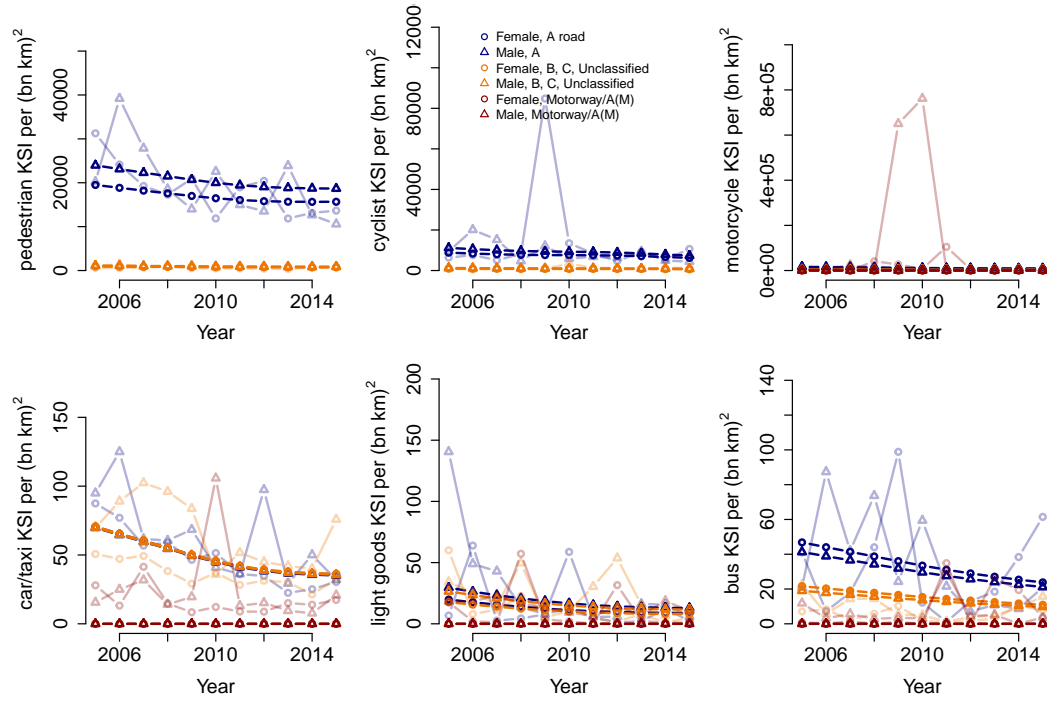 pedestrian KSI per (bn km)²
0
20000
40000
2006
2010
2014
Year
cyclist KSI per (bn km)²
0
4000
8000
12000
2006
2010
2014
Year
Female, A road
Male, A
Female, B, C, Unclassified
Male, B, C, Unclassified
Female, Motorway/A(M)
Male, Motorway/A(M)
motorcycle KSI per (bn km)²
0e+00
4e+05
8e+05
2006
2010
2014
Year
car/taxi KSI per (bn km)²
0
50
100
150
2006
2010
2014
Year
light goods KSI per (bn km)²
0
50
100
150
200
2006
2010
2014
Year
bus KSI per (bn km)²
0
20
60
100
140
2006
2010
2014
Year